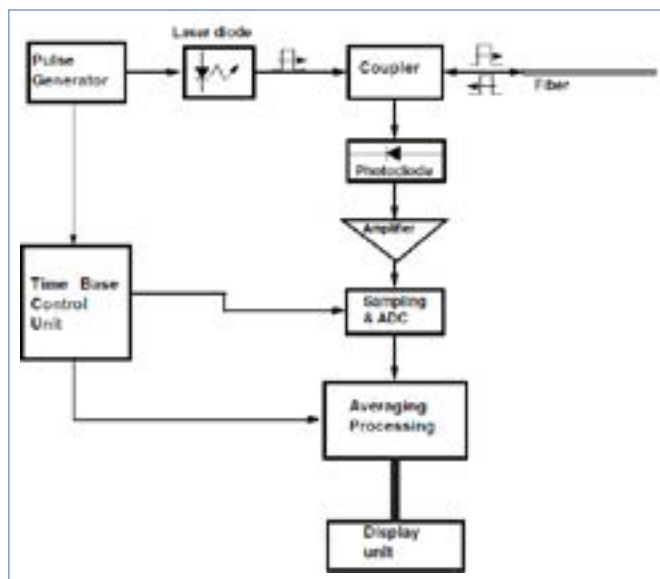 Laser diode
Pulse
Generator
Coupler
Fiber
Photodiode
Amplifier
Time Base
Control
Unit
Sampling
& ADC
Averaging
Processing
Display
unit